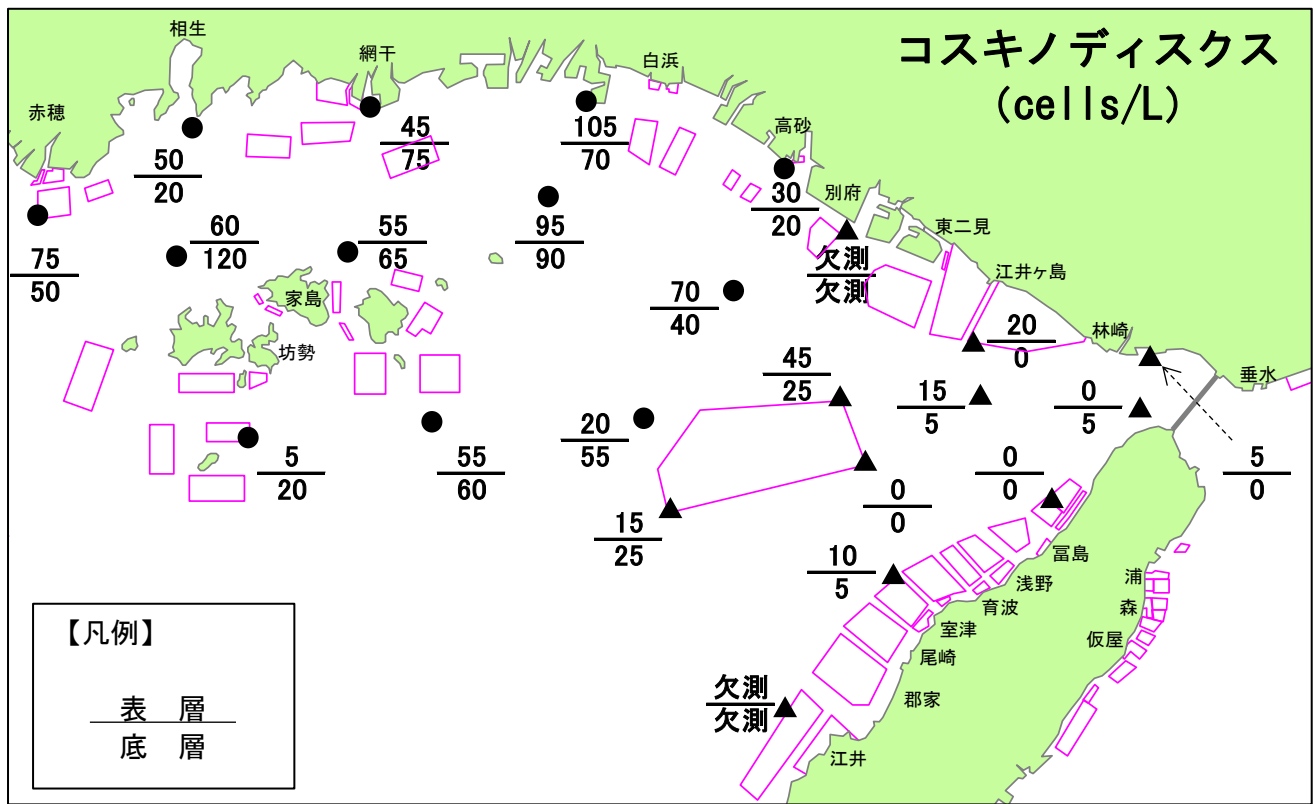 コスキノディスクス
(cells/L)
相生
網干
白浜
赤穂
高砂
別府
東二見
江井ヶ島
林崎
垂水
家島
坊勢
50
20
45
75
105
70
30
20
75
50
60
120
55
65
95
90
欠測
欠測
70
40
20
0
45
25
15
5
0
5
5
0
5
20
55
60
20
55
15
25
0
0
0
0
10
5
欠測
欠測
冨島
浅野
育波
室津
尾崎
郡家
江井
浦
森
仮屋
【凡例】
表 層
底 層